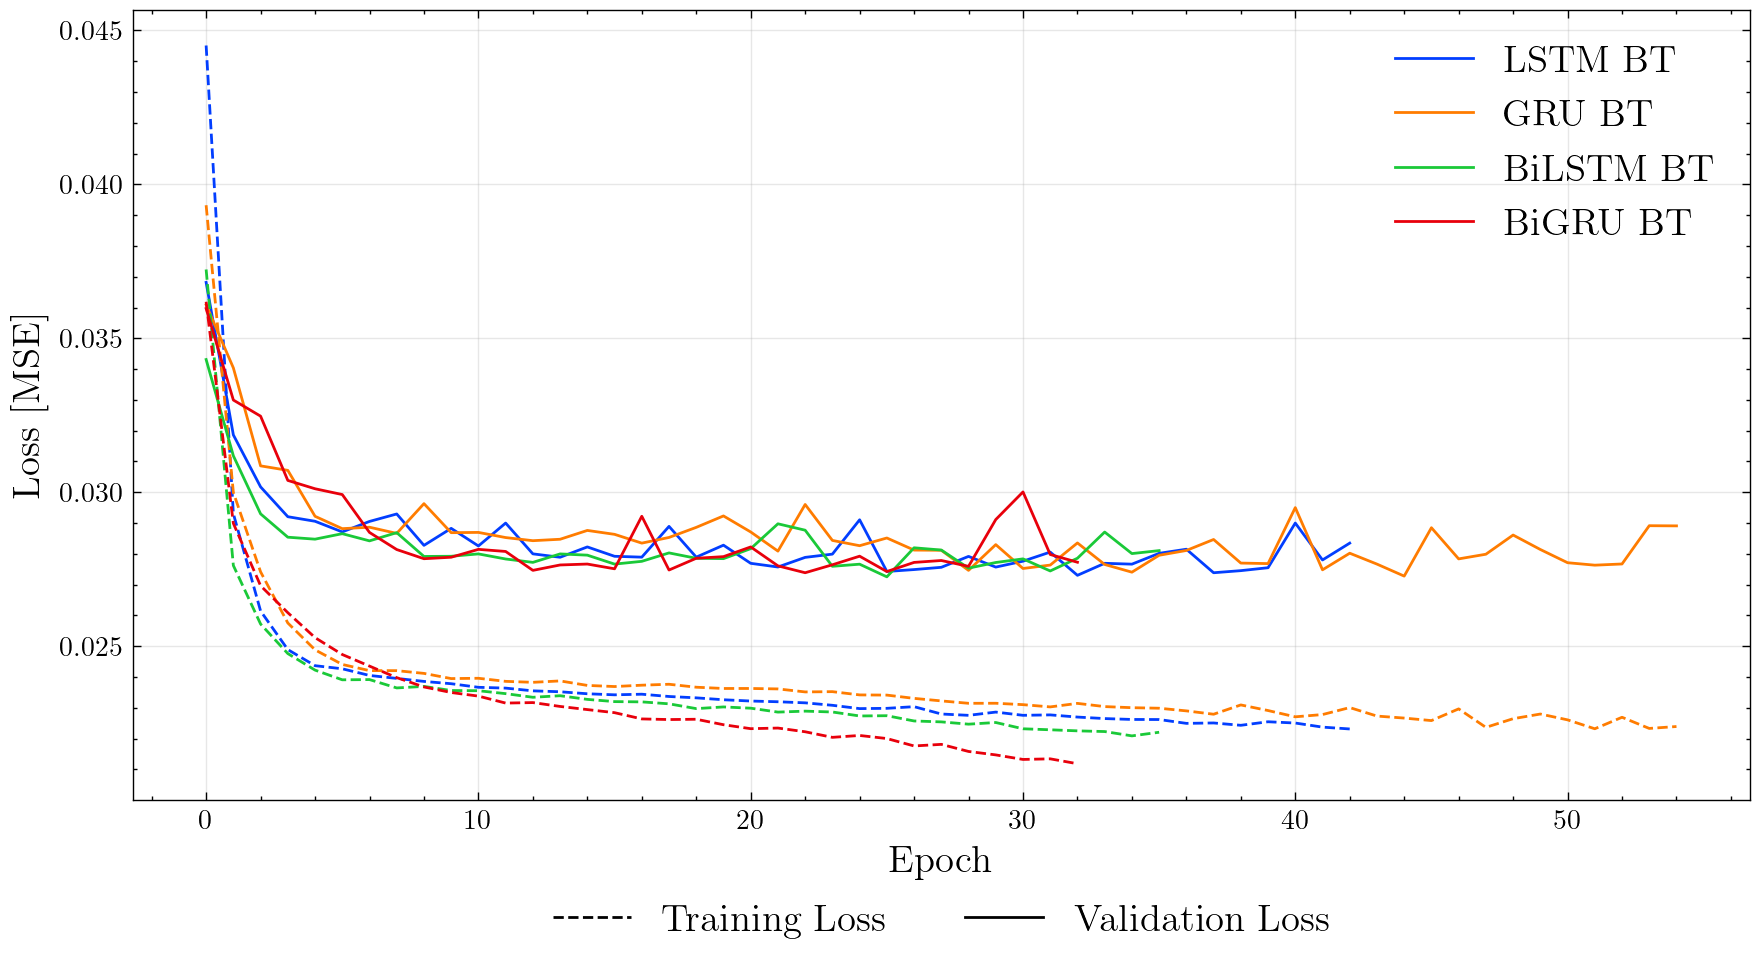 0.045
0.040
0.035
0.030
0.025
Loss [MSE]
LSTM BT
GRU BT
BiLSTM BT
BiGRU BT
0 10 20 30 40 50
Epoch
Training Loss Validation Loss